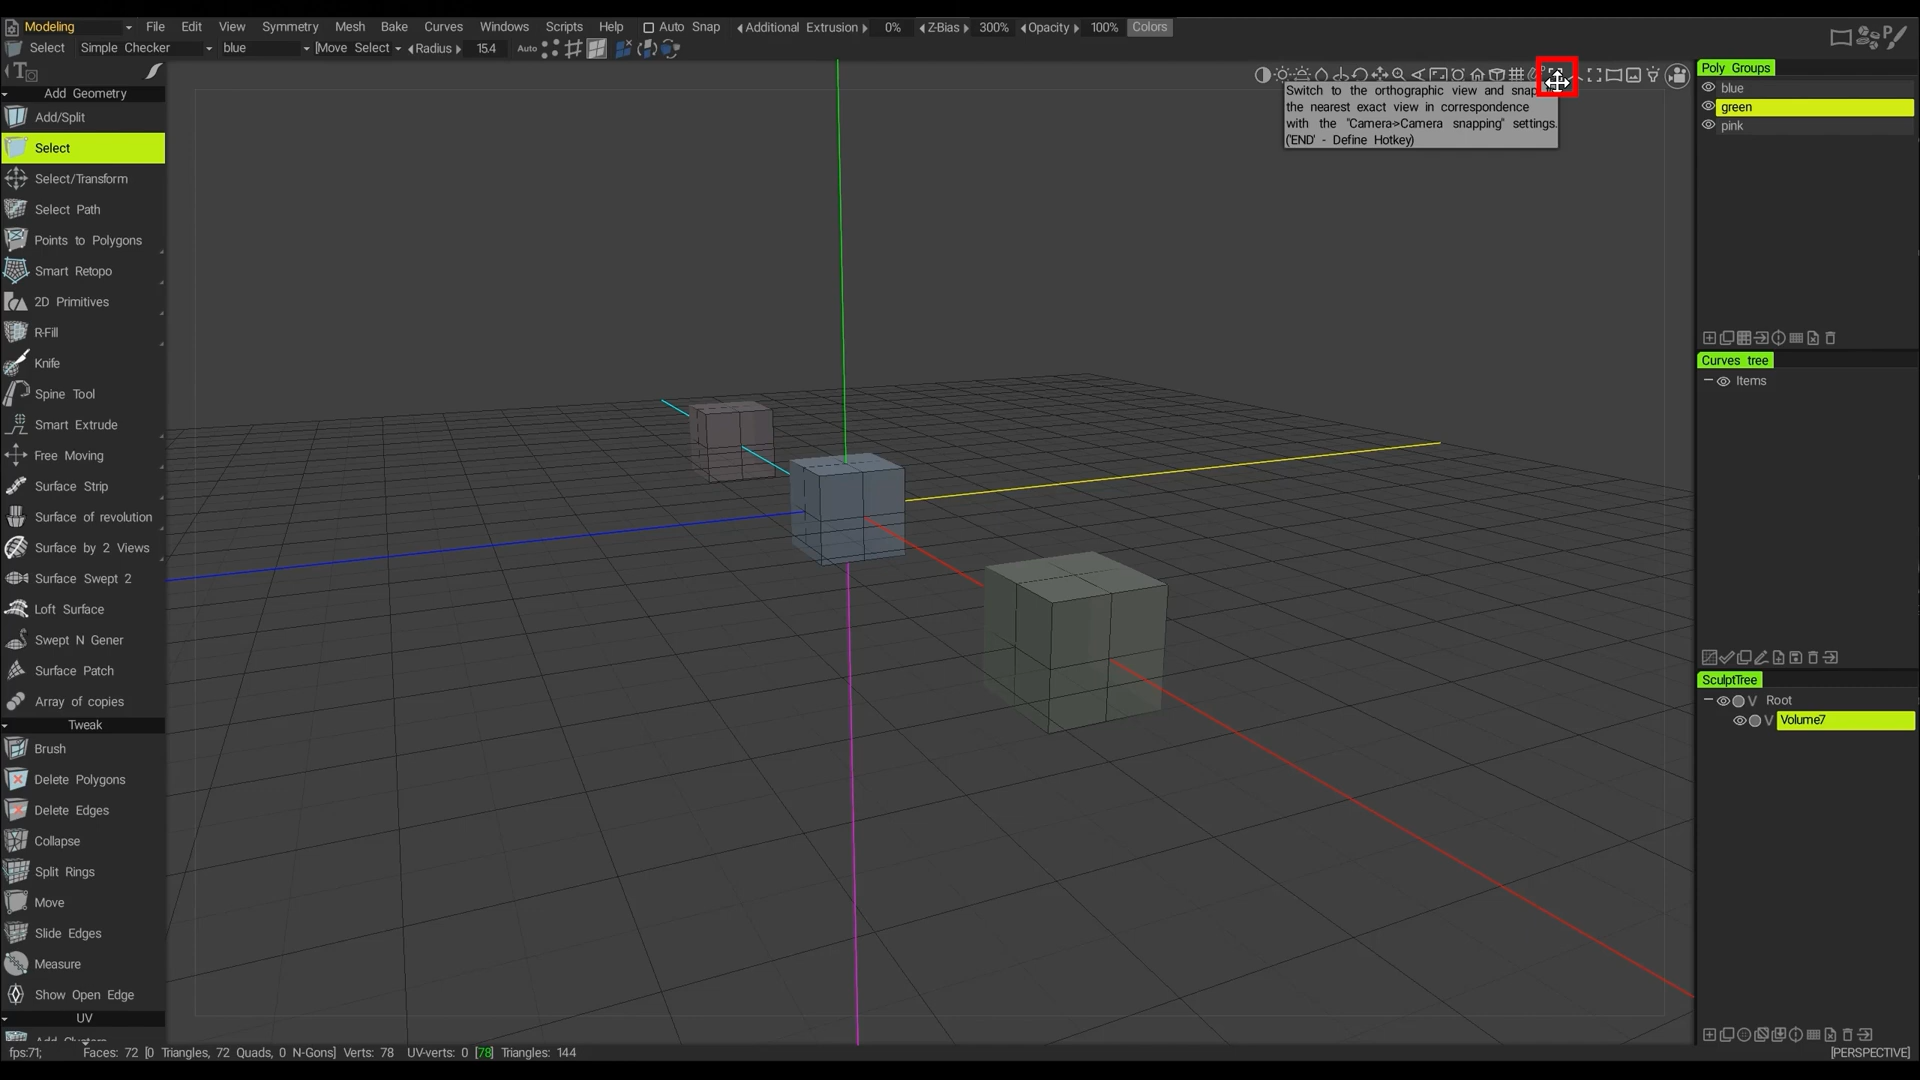 Modeling File Edit View Symmetry Mesh Bake Curves Windows Scripts Help Auto Snap Additional Extrusion 0% Z-Bias 300% Opacity 100% Colors
Select Simple Checker blue [Move Select Radius 15.4 Auto
Add Geometry
Add/Split
Select
Select/Transform
Select Path
Points to Polygons
Smart Retopo
2D Primitives
R-Fill
Knife
Spine Tool
Smart Extrude
Free Moving
Surface Strip
Surface of revolution
Surface by 2 Views
Surface Swept 2
Loft Surface
Swept N Gener
Surface Patch
Array of copies
Tweak
Brush
Delete Polygons
Delete Edges
Collapse
Split Rings
Move
Slide Edges
Measure
Show Open Edge
UV
Switch to the orthographic view and snap
the nearest exact view in correspondence
with the "Camera->Camera snapping" settings.
('END' - Define Hotkey)
Poly Groups
blue
green
pink
Curves tree
Items
SculptTree
V Root
V Volume7
fps:71; Faces: 72 [0 Triangles, 72 Quads, 0 N-Gons] Verts: 78 UV-verts: 0 [78] Triangles: 144
[PERSPECTIVE]